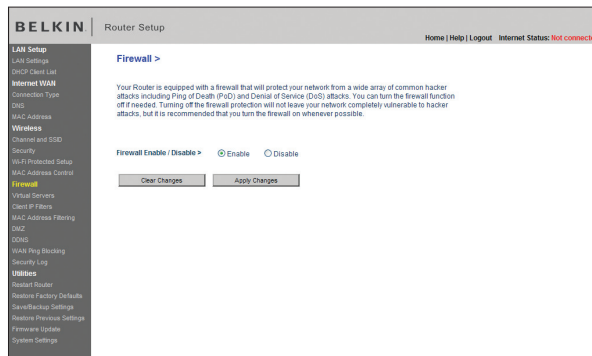 BELKIN. Router Setup
Home | Help | Logout Internet Status: Not connecte
LAN Setup
LAN Settings
DHCP Client List
Internet WAN
Connection Type
DNS
MAC Address
Wireless
Channel and SSID
Security
Wi-Fi Protected Setup
MAC Address Control
Firewall
Virtual Servers
Client IP Filters
MAC Address Filtering
DMZ
DDNS
WAN Ping Blocking
Security Log
Utilities
Restart Router
Restore Factory Defaults
Save/Backup Settings
Restore Previous Settings
Firmware Update
System Settings
Firewall >
Your Router is equipped with a firewall that will protect your network from a wide array of common hacker
attacks including Ping of Death (PoD) and Denial of Service (DoS) attacks. You can turn the firewall function
off if needed. Turning off the firewall protection will not leave your network completely vulnerable to hacker
attacks, but it is recommended that you turn the firewall on whenever possible.
Firewall Enable / Disable > Enable Disable
Clear Changes Apply Changes